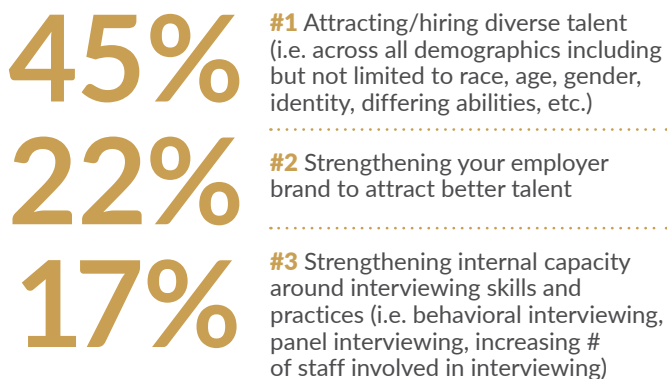 45%
#1 Attracting/hiring diverse talent
(i.e. across all demographics including
but not limited to race, age, gender,
identity, differing abilities, etc.)
22%
#2 Strengthening your employer
brand to attract better talent
17%
#3 Strengthening internal capacity
around interviewing skills and
practices (i.e. behavioral interviewing,
panel interviewing, increasing #
of staff involved in interviewing)